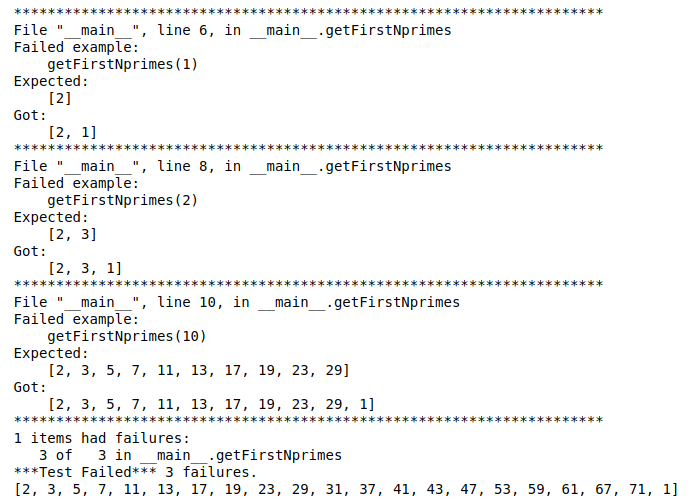 **********************************************************************
File "__main__", line 6, in __main__.getFirstNprimes
Failed example:
    getFirstNprimes(1)
Expected:
    [2]
Got:
    [2, 1]
**********************************************************************
File "__main__", line 8, in __main__.getFirstNprimes
Failed example:
    getFirstNprimes(2)
Expected:
    [2, 3]
Got:
    [2, 3, 1]
**********************************************************************
File "__main__", line 10, in __main__.getFirstNprimes
Failed example:
    getFirstNprimes(10)
Expected:
    [2, 3, 5, 7, 11, 13, 17, 19, 23, 29]
Got:
    [2, 3, 5, 7, 11, 13, 17, 19, 23, 29, 1]
**********************************************************************
1 items had failures:
   3 of   3 in __main__.getFirstNprimes
***Test Failed*** 3 failures.
[2, 3, 5, 7, 11, 13, 17, 19, 23, 29, 31, 37, 41, 43, 47, 53, 59, 61, 67, 71, 1]